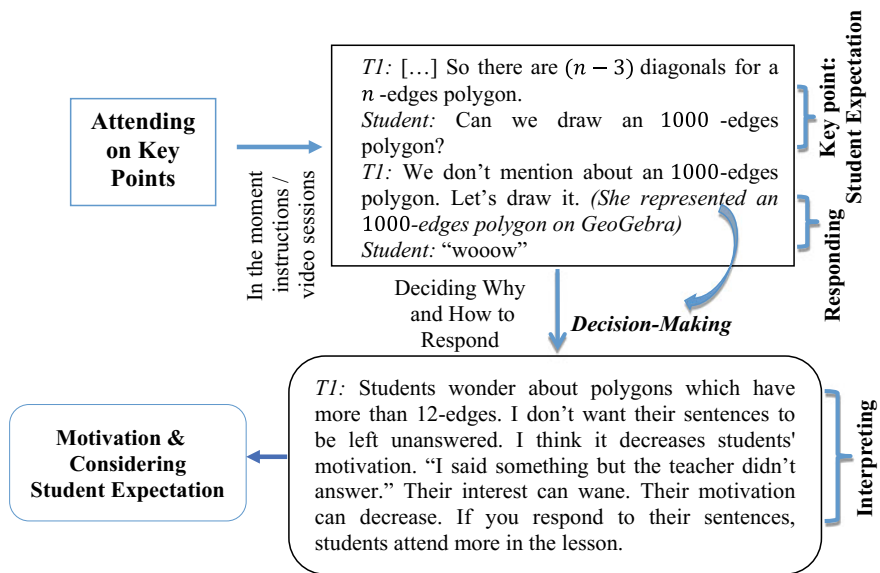 Attending
on Key
Points
In the moment
instructions /
video sessions
T1: […] So there are (n − 3) diagonals for a
n -edges polygon.
Student: Can we draw an 1000 -edges
polygon?
T1: We don’t mention about an 1000-edges
polygon. Let’s draw it. (She represented an
1000-edges polygon on GeoGebra)
Student: “wooow”
Key point:
Student Expectation
Responding
Deciding Why
and How to
Respond
Decision-Making
T1: Students wonder about polygons which have
more than 12-edges. I don’t want their sentences to
be left unanswered. I think it decreases students'
motivation. “I said something but the teacher didn’t
answer.” Their interest can wane. Their motivation
can decrease. If you respond to their sentences,
students attend more in the lesson.
Interpreting
Motivation &
Considering
Student Expectation